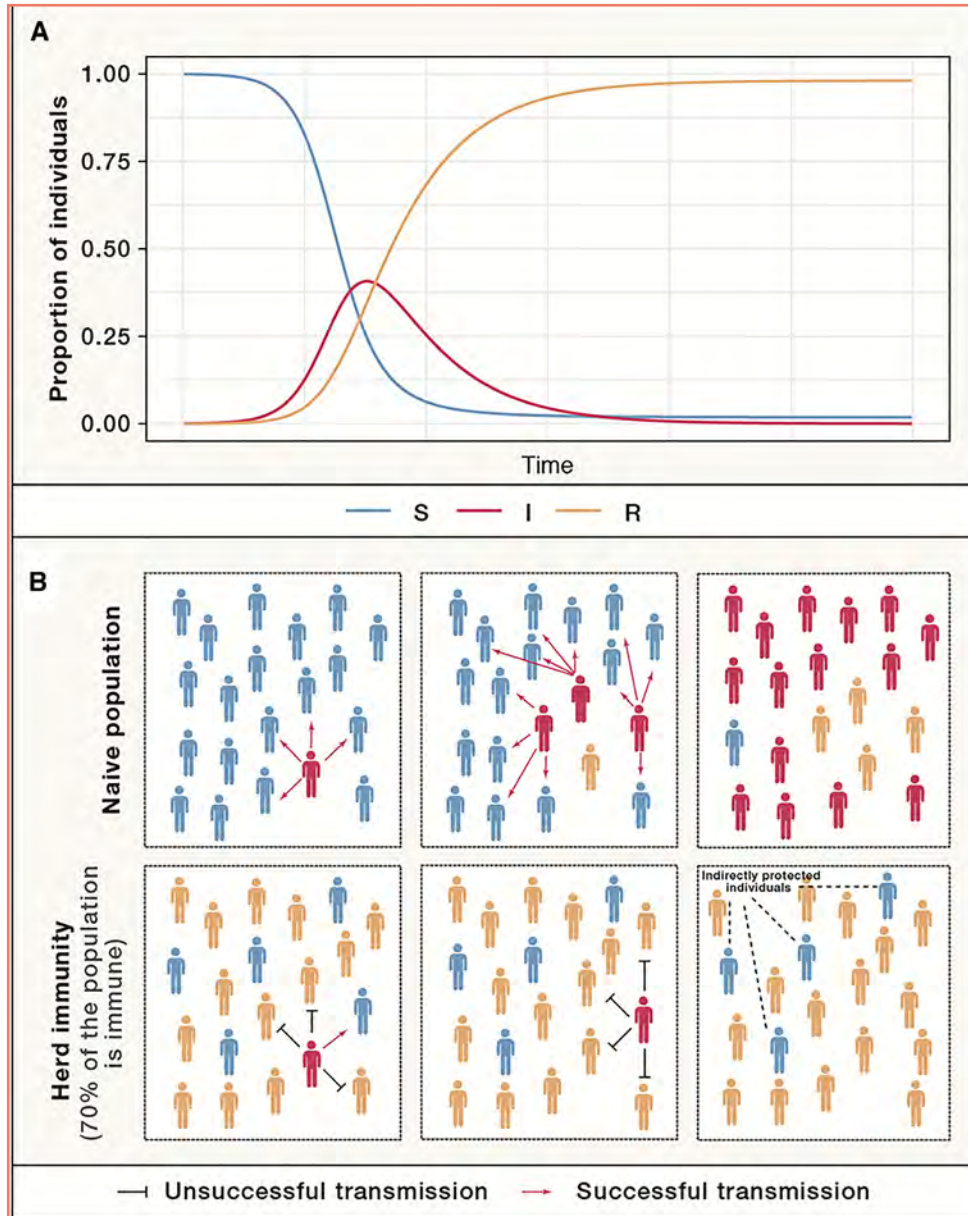 A
Proportion of individuals
1.00
0.75
0.50
0.25
0.00
Time
S I R
B
Naive population
Herd immunity
(70% of the population
is immune)
Indirectly protected
individuals
Unsuccessful transmission Successful transmission